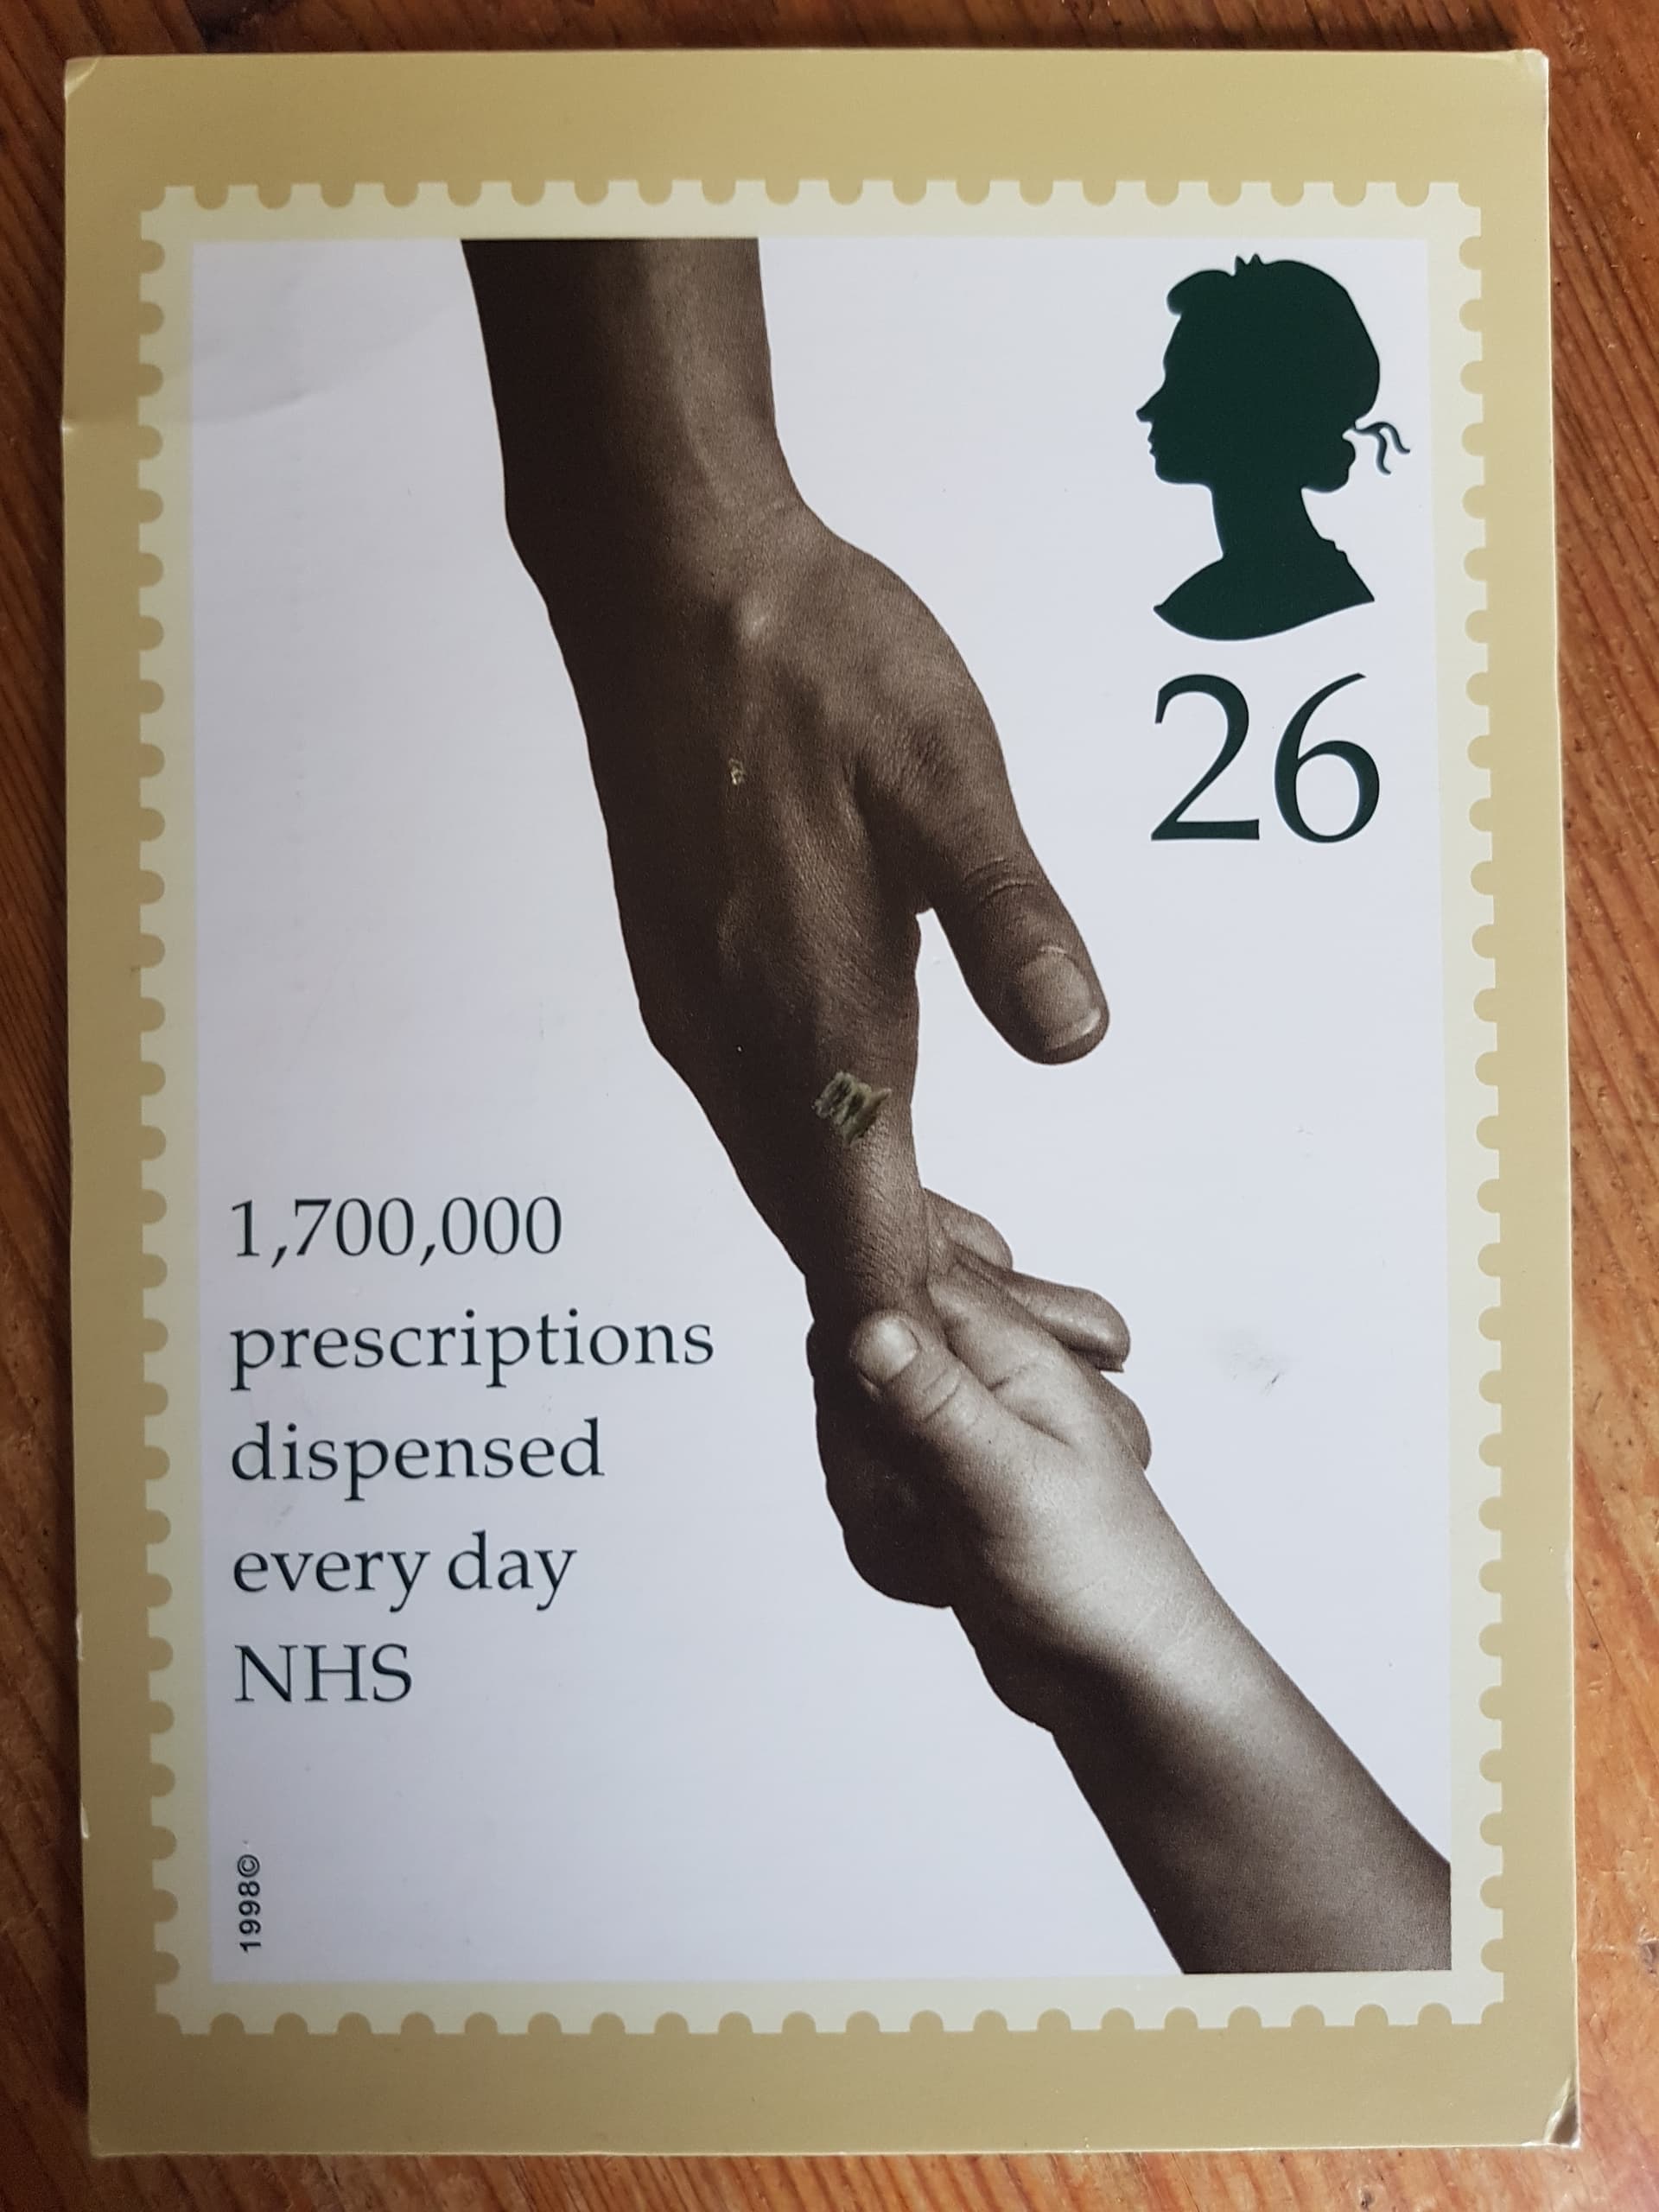 26
1,700,000
prescriptions
dispensed
every day
NHS
1998©